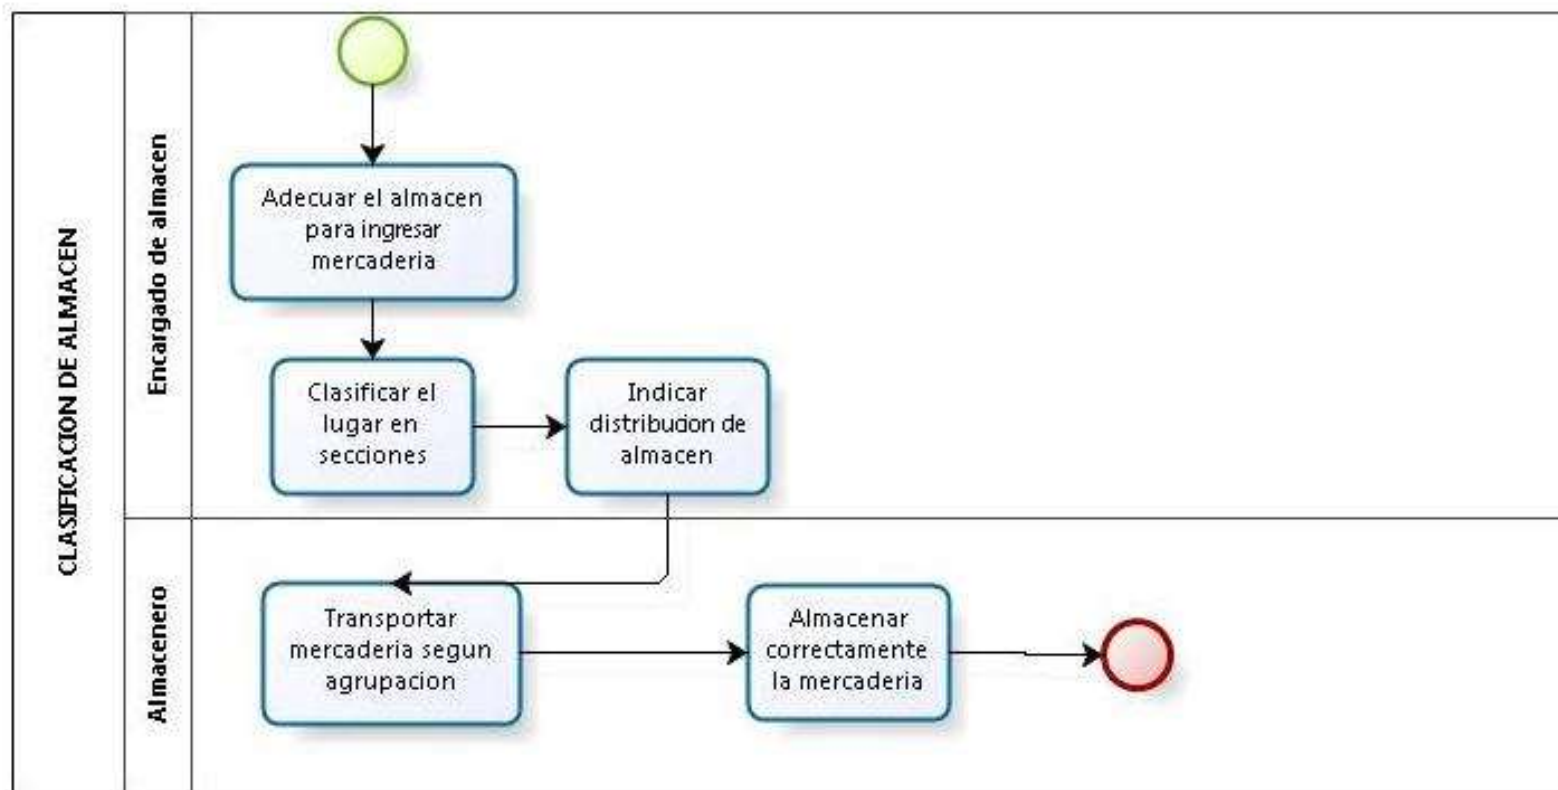 CLASIFICACION DE ALMACEN
Encargado de almacen
Adecuar el almacen
para ingresar
mercaderia
Clasificar el
lugar en
secciones
Indicar
distribucion de
almacen
Almacenero
Transportar
mercaderia segun
agrupacion
Almacenar
correctamente
la mercaderia